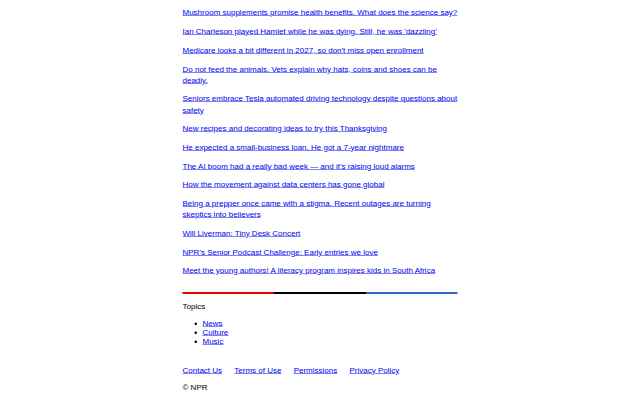 Mushroom supplements promise health benefits. What does the science say?
Ian Charleson played Hamlet while he was dying. Still, he was 'dazzling'
Medicare looks a bit different in 2027, so don't miss open enrollment
Do not feed the animals. Vets explain why hats, coins and shoes can be
deadly.
Seniors embrace Tesla automated driving technology despite questions about
safety
New recipes and decorating ideas to try this Thanksgiving
He expected a small-business loan. He got a 7-year nightmare
The AI boom had a really bad week — and it's raising loud alarms
How the movement against data centers has gone global
Being a prepper once came with a stigma. Recent outages are turning
skeptics into believers
Will Liverman: Tiny Desk Concert
NPR's Senior Podcast Challenge: Early entries we love
Meet the young authors! A literacy program inspires kids in South Africa
Topics
News
Culture
Music
Contact Us Terms of Use Permissions Privacy Policy
© NPR